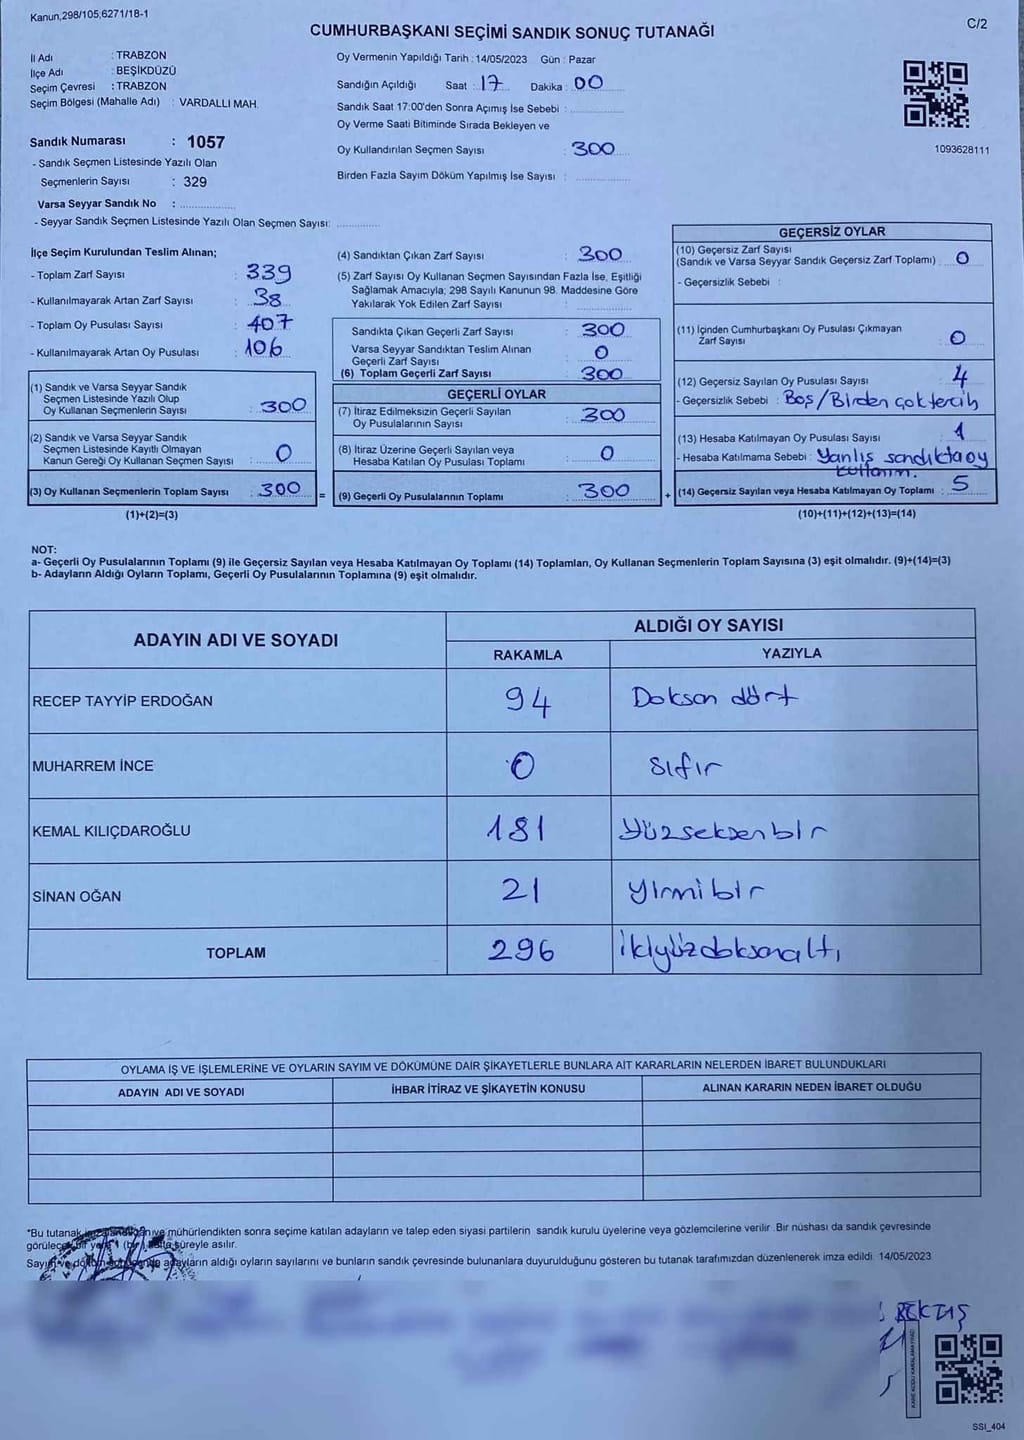 Kanun,298/105,6271/18-1
C/2
CUMHURBAŞKANI SEÇİMİ SANDIK SONUÇ TUTANAĞI
İl Adı : TRABZON
İlçe Adı : BEŞİKDÜZÜ
Seçim Çevresi : TRABZON
Seçim Bölgesi (Mahalle Adı) : VARDALLI MAH.
Sandık Numarası : 1057
- Sandık Seçmen Listesinde Yazılı Olan
Seçmenlerin Sayısı : 329
Varsa Seyyar Sandık No :
- Seyyar Sandık Seçmen Listesinde Yazılı Olan Seçmen Sayısı:
Oy Vermenin Yapıldığı Tarih : 14/05/2023 Gün : Pazar
Sandığın Açıldığı Saat : 17 Dakika : 00
Sandık Saat 17:00'den Sonra Açımış İse Sebebi :
Oy Verme Saati Bitiminde Sırada Bekleyen ve
Oy Kullandırılan Seçmen Sayısı : 300
Birden Fazla Sayım Döküm Yapılmış İse Sayısı :
1093628111
İlçe Seçim Kurulundan Teslim Alınan;
- Toplam Zarf Sayısı : 339
- Kullanılmayarak Artan Zarf Sayısı : 38
- Toplam Oy Pusulası Sayısı : 407
- Kullanılmayarak Artan Oy Pusulası : 106
(1) Sandık ve Varsa Seyyar Sandık
Seçmen Listesinde Yazılı Olup
Oy Kullanan Seçmenlerin Sayısı : 300
(2) Sandık ve Varsa Seyyar Sandık
Seçmen Listesinde Kayıtlı Olmayan
Kanun Gereği Oy Kullanan Seçmen Sayısı : 0
(3) Oy Kullanan Seçmenlerin Toplam Sayısı : 300 =
(1)+(2)=(3)
(4) Sandıktan Çıkan Zarf Sayısı : 300
(5) Zarf Sayısı Oy Kullanan Seçmen Sayısından Fazla İse, Eşitliği
Sağlamak Amacıyla; 298 Sayılı Kanunun 98. Maddesine Göre
Yakılarak Yok Edilen Zarf Sayısı :
Sandıkta Çıkan Geçerli Zarf Sayısı : 300
Varsa Seyyar Sandıktan Teslim Alınan
Geçerli Zarf Sayısı : 0
(6) Toplam Geçerli Zarf Sayısı : 300
GEÇERLİ OYLAR
(7) İtiraz Edilmeksizin Geçerli Sayılan
Oy Pusulalarının Sayısı : 300
(8) İtiraz Üzerine Geçerli Sayılan veya
Hesaba Katılan Oy Pusulası Toplamı : 0
(9) Geçerli Oy Pusulalarının Toplamı : 300 +
GEÇERSİZ OYLAR
(10) Geçersiz Zarf Sayısı
(Sandık ve Varsa Seyyar Sandık Geçersiz Zarf Toplamı) : 0
- Geçersizlik Sebebi :
(11) İçinden Cumhurbaşkanı Oy Pusulası Çıkmayan
Zarf Sayısı : 0
(12) Geçersiz Sayılan Oy Pusulası Sayısı : 4
- Geçersizlik Sebebi : Boş/Birden çok tercih
(13) Hesaba Katılmayan Oy Pusulası Sayısı : 1
- Hesaba Katılmama Sebebi : Yanlış sandıkta oy
kullanım.
(14) Geçersiz Sayılan veya Hesaba Katılmayan Oy Toplamı : 5
(10)+(11)+(12)+(13)=(14)
NOT:
a- Geçerli Oy Pusulalarının Toplamı (9) ile Geçersiz Sayılan veya Hesaba Katılmayan Oy Toplamı (14) Toplamları, Oy Kullanan Seçmenlerin Toplam Sayısına (3) eşit olmalıdır. (9)+(14)=(3)
b- Adayların Aldığı Oyların Toplamı, Geçerli Oy Pusulalarının Toplamına (9) eşit olmalıdır.
ADAYIN ADI VE SOYADI ALDIĞI OY SAYISI
RAKAMLA YAZIYLA
RECEP TAYYİP ERDOĞAN 94 Doksan dört
MUHARREM İNCE 0 sıfır
KEMAL KILIÇDAROĞLU 181 Yüzseksenbir
SİNAN OĞAN 21 yirmibir
TOPLAM 296 ikiyüzdoksanaltı
OYLAMA İŞ VE İŞLEMLERİNE VE OYLARIN SAYIM VE DÖKÜMÜNE DAİR ŞİKAYETLERLE BUNLARA AİT KARARLARIN NELERDEN İBARET BULUNDUKLARI
ADAYIN ADI VE SOYADI İHBAR İTİRAZ VE ŞİKAYETİN KONUSU ALINAN KARARIN NEDEN İBARET OLDUĞU
*Bu tutanak ve mühürlendikten sonra seçime katılan adayların ve talep eden siyasi partilerin sandık kurulu üyelerine veya gözlemcilerine verilir. Bir nüshası da sandık çevresinde
görülecek bir yere (bir) hafta süreyle asılır.
Sayım ve döküm adayların aldığı oyların sayılarını ve bunların sandık çevresinde bulunanlara duyurulduğunu gösteren bu tutanak tarafımızdan düzenlenerek imza edildi. 14/05/2023
KARE KODU KARALAMAYINIZ!
SSI_404